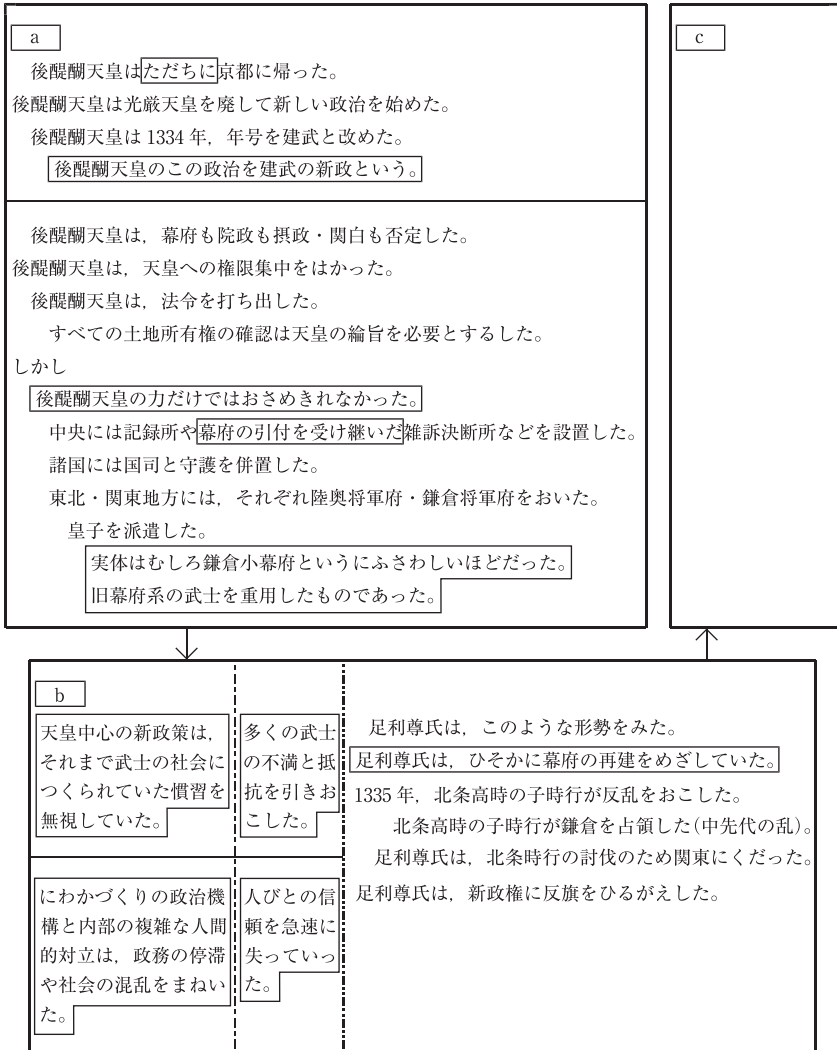 a
後醍醐天皇はただちに京都に帰った。
後醍醐天皇は光厳天皇を廃して新しい政治を始めた。
後醍醐天皇は 1334 年，年号を建武と改めた。
後醍醐天皇のこの政治を建武の新政という。
後醍醐天皇は，幕府も院政も摂政・関白も否定した。
後醍醐天皇は，天皇への権限集中をはかった。
後醍醐天皇は，法令を打ち出した。
すべての土地所有権の確認は天皇の綸旨を必要とするした。
しかし
後醍醐天皇の力だけではおさめきれなかった。
中央には記録所や幕府の引付を受け継いだ雑訴決断所などを設置した。
諸国には国司と守護を併置した。
東北・関東地方には，それぞれ陸奥将軍府・鎌倉将軍府をおいた。
皇子を派遣した。
実体はむしろ鎌倉小幕府というにふさわしいほどだった。
旧幕府系の武士を重用したものであった。
c
b
天皇中心の新政策は，
それまで武士の社会に
つくられていた慣習を
無視していた。
多くの武士
の不満と抵
抗を引きお
こした。
にわかづくりの政治機
構と内部の複雑な人間
的対立は，政務の停滞
や社会の混乱をまねい
た。
人びとの信
頼を急速に
失っていっ
た。
足利尊氏は，このような形勢をみた。
足利尊氏は，ひそかに幕府の再建をめざしていた。
1335 年，北条高時の子時行が反乱をおこした。
北条高時の子時行が鎌倉を占領した(中先代の乱)。
足利尊氏は，北条時行の討伐のため関東にくだった。
足利尊氏は，新政権に反旗をひるがえした。